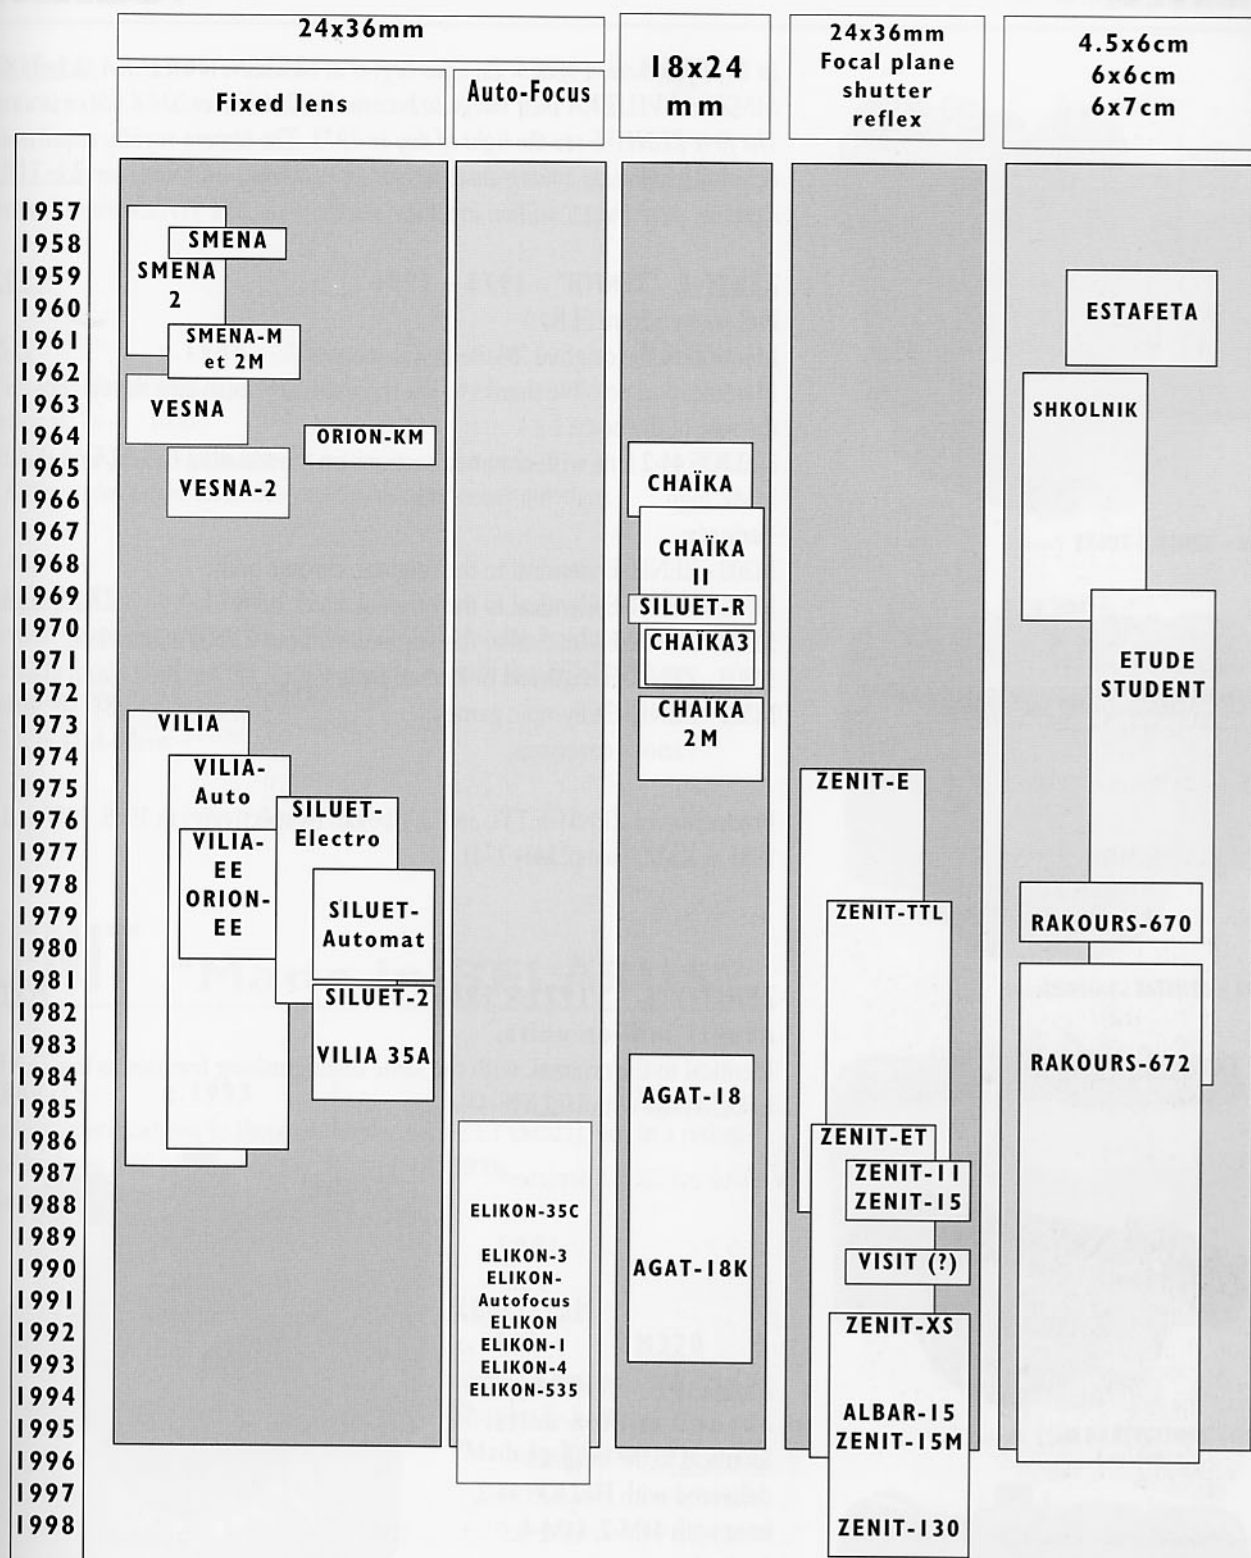 24x36mm
Fixed lens
Auto-Focus
18x24
mm
24x36mm
Focal plane
shutter
reflex
4.5x6cm
6x6cm
6x7cm
1957
1958
1959
1960
1961
1962
1963
1964
1965
1966
1967
1968
1969
1970
1971
1972
1973
1974
1975
1976
1977
1978
1979
1980
1981
1982
1983
1984
1985
1986
1987
1988
1989
1990
1991
1992
1993
1994
1995
1996
1997
1998
SMENA
SMENA
2
SMENA-M
et 2M
VESNA
ORION-KM
VESNA-2
VILIA
VILIA-
Auto
SILUET-
Electro
VILIA-
EE
ORION-
EE
SILUET-
Automat
SILUET-2
VILIA 35A
ELIKON-35C
ELIKON-3
ELIKON-
Autofocus
ELIKON
ELIKON-1
ELIKON-4
ELIKON-535
CHAÏKA
CHAÏKA
II
SILUET-R
CHAÏKA3
CHAÏKA
2M
AGAT-18
AGAT-18K
ZENIT-E
ZENIT-TTL
ZENIT-ET
ZENIT-11
ZENIT-15
VISIT (?)
ZENIT-XS
ALBAR-15
ZENIT-15M
ZENIT-130
ESTAFETA
SHKOLNIK
ETUDE
STUDENT
RAKOURS-670
RAKOURS-672